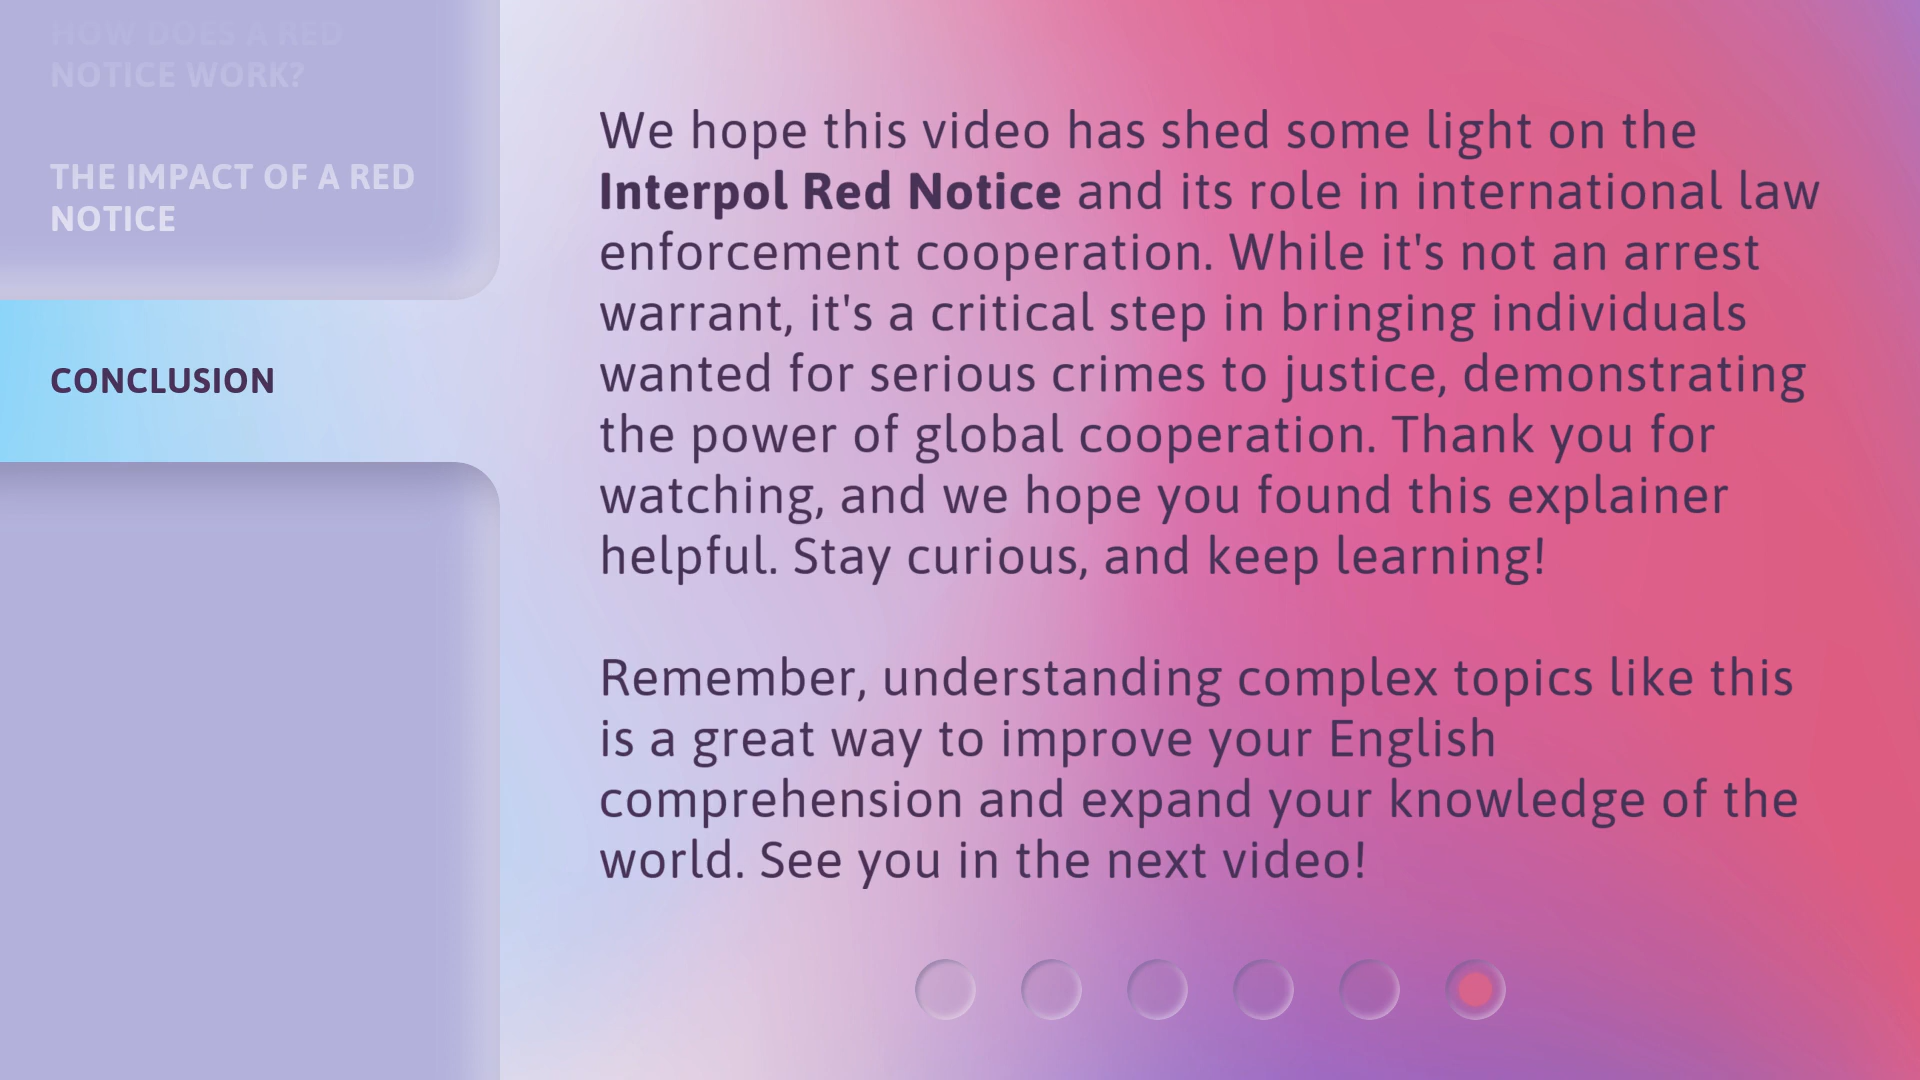 HOW DOES A RED
NOTICE WORK?
THE IMPACT OF A RED
NOTICE
CONCLUSION
We hope this video has shed some light on the
Interpol Red Notice and its role in international law
enforcement cooperation. While it's not an arrest
warrant, it's a critical step in bringing individuals
wanted for serious crimes to justice, demonstrating
the power of global cooperation. Thank you for
watching, and we hope you found this explainer
helpful. Stay curious, and keep learning!
Remember, understanding complex topics like this
is a great way to improve your English
comprehension and expand your knowledge of the
world. See you in the next video!